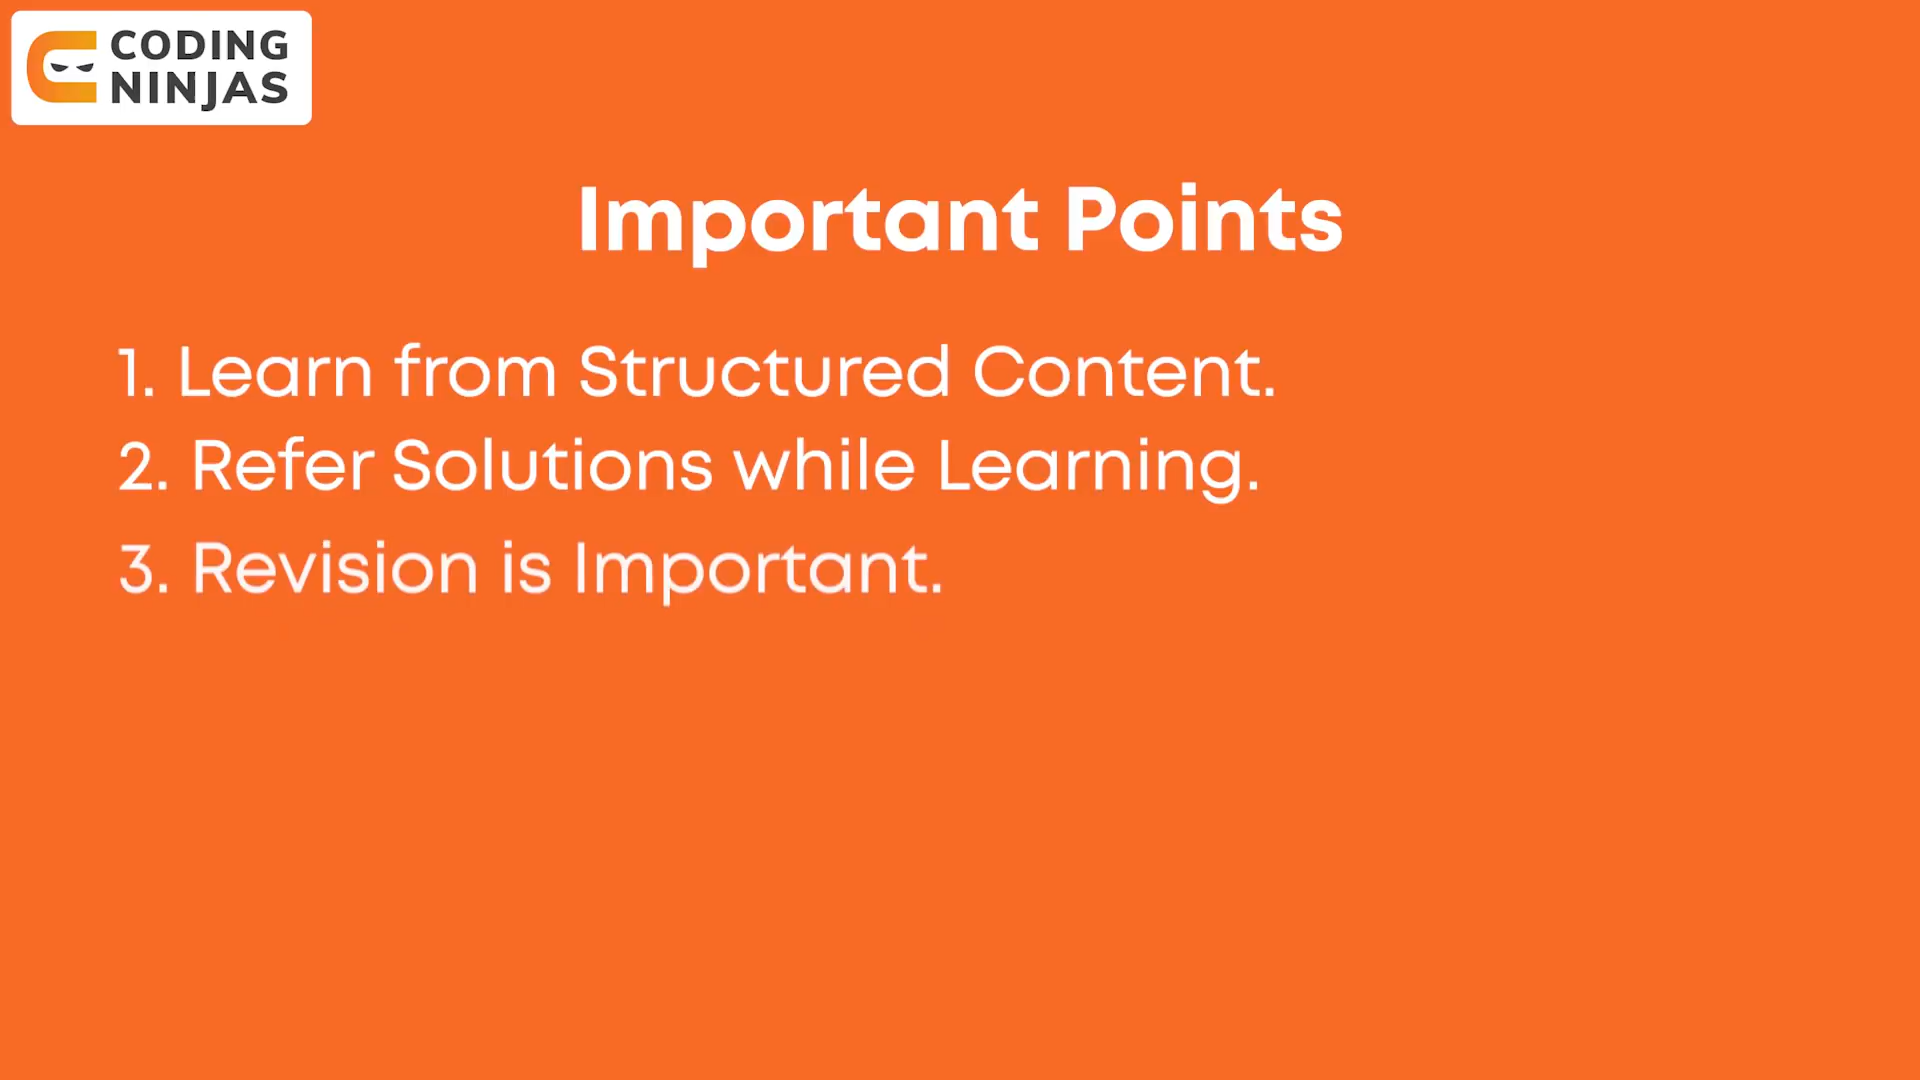 CODING
NINJAS
Important Points
1. Learn from Structured Content.
2. Refer Solutions while Learning.
3. Revision is Important.